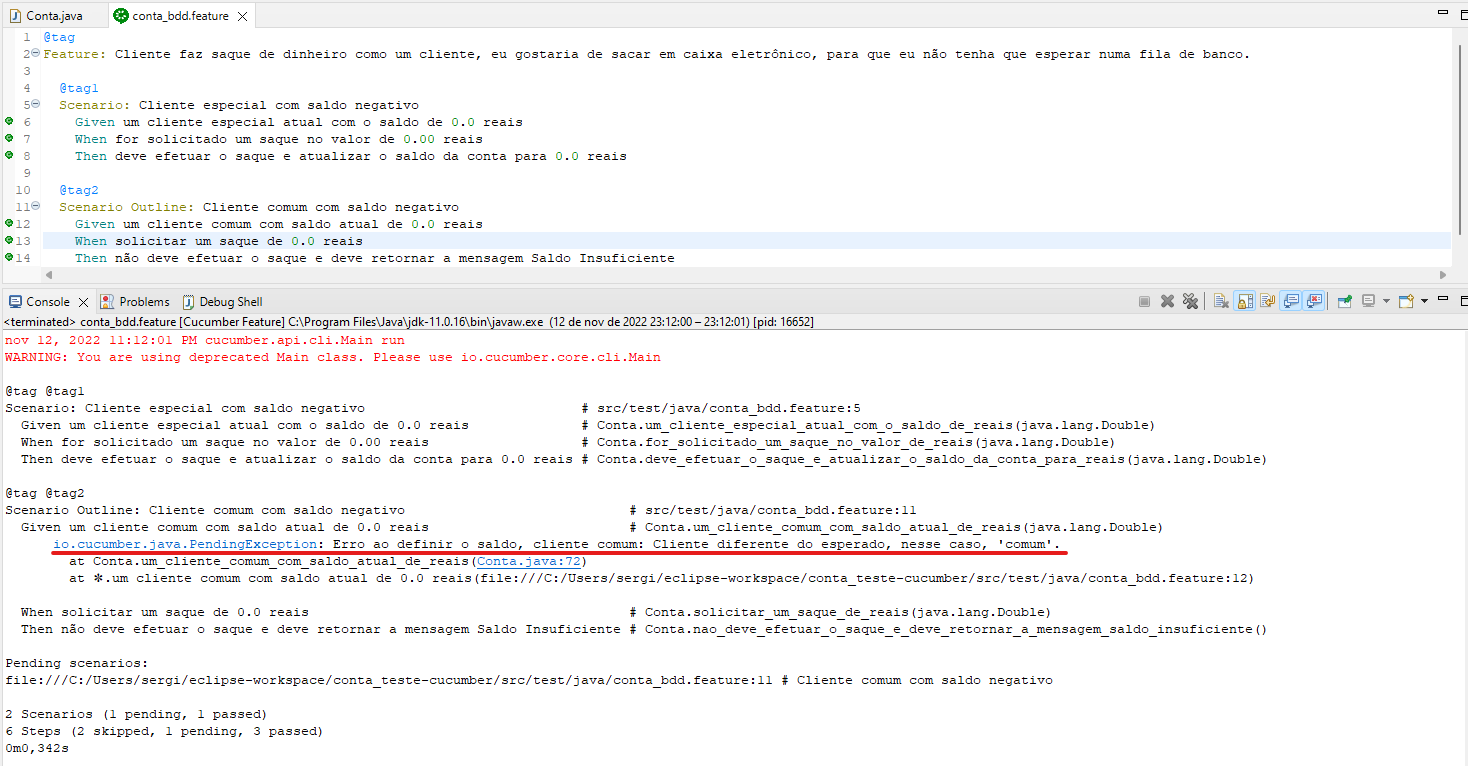 Conta.java
conta_bdd.feature
1 @tag
2 Feature: Cliente faz saque de dinheiro como um cliente, eu gostaria de sacar em caixa eletrônico, para que eu não tenha que esperar numa fila de banco.
3
4 @tag1
5 Scenario: Cliente especial com saldo negativo
6 Given um cliente especial atual com o saldo de 0.0 reais
7 When for solicitado um saque no valor de 0.00 reais
8 Then deve efetuar o saque e atualizar o saldo da conta para 0.0 reais
9
10 @tag2
11 Scenario Outline: Cliente comum com saldo negativo
12 Given um cliente comum com saldo atual de 0.0 reais
13 When solicitar um saque de 0.0 reais
14 Then não deve efetuar o saque e deve retornar a mensagem Saldo Insuficiente
Console Problems Debug Shell
<terminated> conta_bdd.feature [Cucumber Feature] C:\Program Files\Java\jdk-11.0.16\bin\javaw.exe (12 de nov de 2022 23:12:00 – 23:12:01) [pid: 16652]
nov 12, 2022 11:12:01 PM cucumber.api.cli.Main run
WARNING: You are using deprecated Main class. Please use io.cucumber.core.cli.Main
@tag @tag1
Scenario: Cliente especial com saldo negativo # src/test/java/conta_bdd.feature:5
Given um cliente especial atual com o saldo de 0.0 reais # Conta.um_cliente_especial_atual_com_o_saldo_de_reais(java.lang.Double)
When for solicitado um saque no valor de 0.00 reais # Conta.for_solicitado_um_saque_no_valor_de_reais(java.lang.Double)
Then deve efetuar o saque e atualizar o saldo da conta para 0.0 reais # Conta.deve_efetuar_o_saque_e_atualizar_o_saldo_da_conta_para_reais(java.lang.Double)
@tag @tag2
Scenario Outline: Cliente comum com saldo negativo # src/test/java/conta_bdd.feature:11
Given um cliente comum com saldo atual de 0.0 reais # Conta.um_cliente_comum_com_saldo_atual_de_reais(java.lang.Double)
io.cucumber.java.PendingException: Erro ao definir o saldo, cliente comum: Cliente diferente do esperado, nesse caso, 'comum'.
at Conta.um_cliente_comum_com_saldo_atual_de_reais(Conta.java:72)
at ✽.um cliente comum com saldo atual de 0.0 reais(file:///C:/Users/sergi/eclipse-workspace/conta_teste-cucumber/src/test/java/conta_bdd.feature:12)
When solicitar um saque de 0.0 reais # Conta.solicitar_um_saque_de_reais(java.lang.Double)
Then não deve efetuar o saque e deve retornar a mensagem Saldo Insuficiente # Conta.nao_deve_efetuar_o_saque_e_deve_retornar_a_mensagem_saldo_insuficiente()
Pending scenarios:
file:///C:/Users/sergi/eclipse-workspace/conta_teste-cucumber/src/test/java/conta_bdd.feature:11 # Cliente comum com saldo negativo
2 Scenarios (1 pending, 1 passed)
6 Steps (2 skipped, 1 pending, 3 passed)
0m0,342s